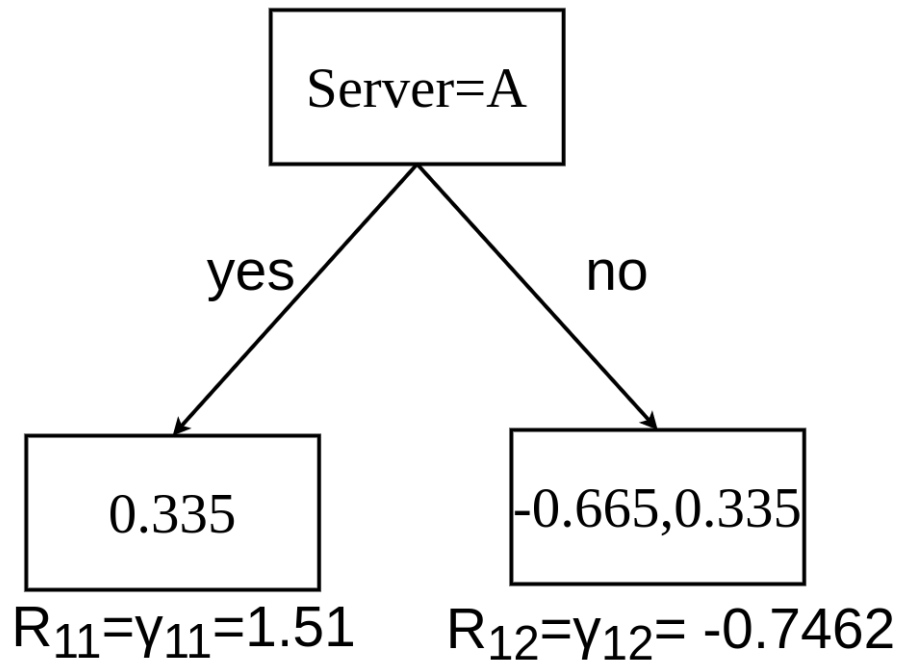 Server=A
yes
no
0.335
-0.665,0.335
R₁₁=γ₁₁=1.51
R₁₂=γ₁₂= -0.7462